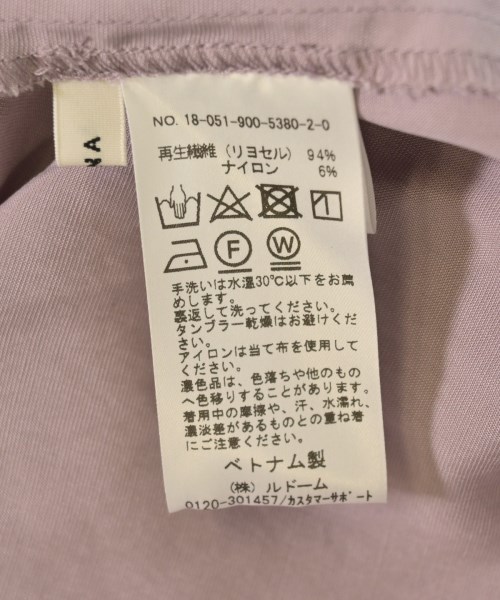 NO. 18-051-900-5380-2-0
再生繊維 (リヨセル) 94%
ナイロン 6%
F W
手洗いは水温30℃以下をお薦
めします。
裏返して洗ってください。
タンブラー乾燥はお避けくだ
さい。
アイロンは当て布を使用して
ください。
濃色品は、色落ちや他のもの
へ色移りすることがあります。
着用中の摩擦や、汗、水濡れ、
濃淡差があるものとの重ね着
にご注意ください。
ベトナム製
(株) ルドーム
0120-301457/カスタマーサポート
NA